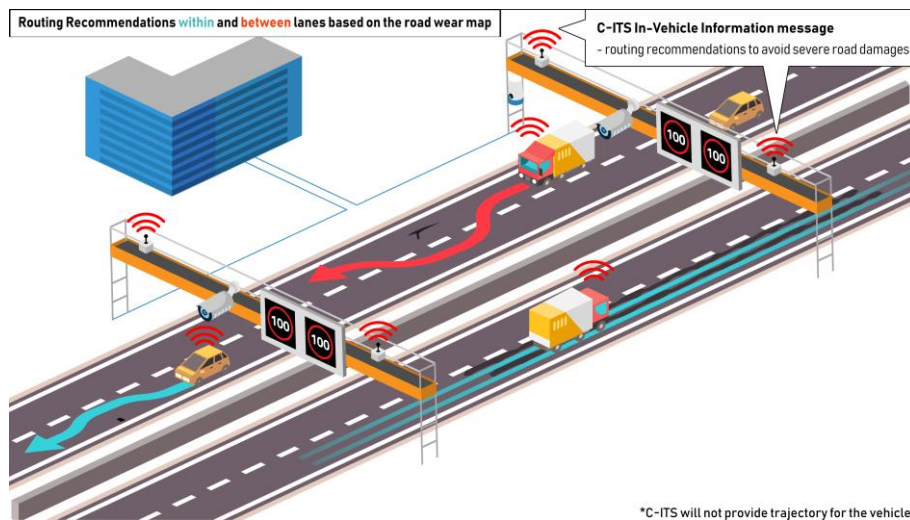 Routing Recommendations within and between lanes based on the road wear map
C-ITS In-Vehicle Information message
- routing recommendations to avoid severe road damages
100
100
100
100
*C-ITS will not provide trajectory for the vehicle